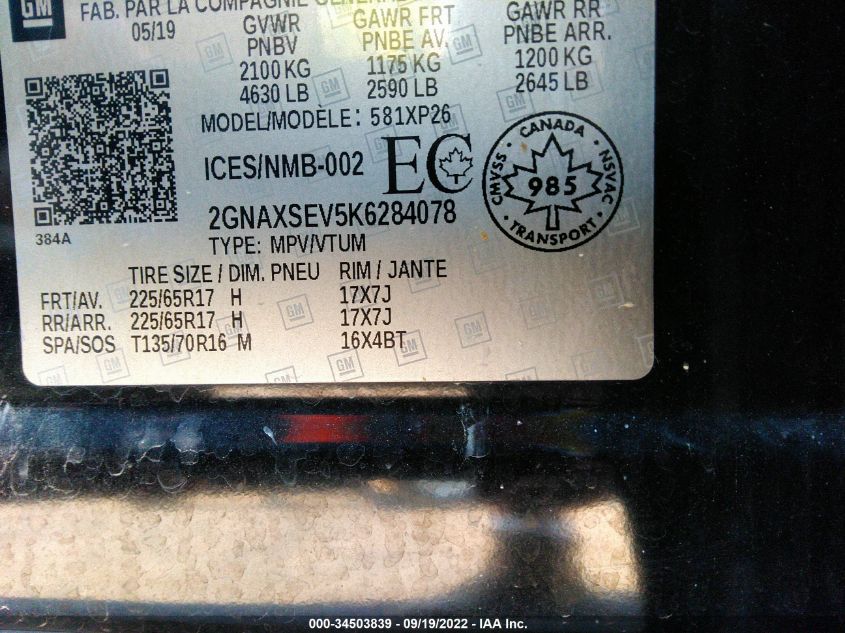 GM
FAB. PAR LA COMPAGNIE GÉNÉRALE
05/19
GVWR GAWR FRT GAWR RR
PNBV PNBE AV. PNBE ARR.
2100 KG 1175 KG 1200 KG
4630 LB 2590 LB 2645 LB
MODEL/MODÈLE: 581XP26
ICES/NMB-002 EC
CANADA
CMVSS 985 NSVAC
TRANSPORT
2GNAXSEV5K6284078
384A
TYPE: MPV/VTUM
TIRE SIZE / DIM. PNEU RIM / JANTE
FRT/AV. 225/65R17 H 17X7J
RR/ARR. 225/65R17 H 17X7J
SPA/SOS T135/70R16 M 16X4BT
000-34503839 - 09/19/2022 - IAA Inc.